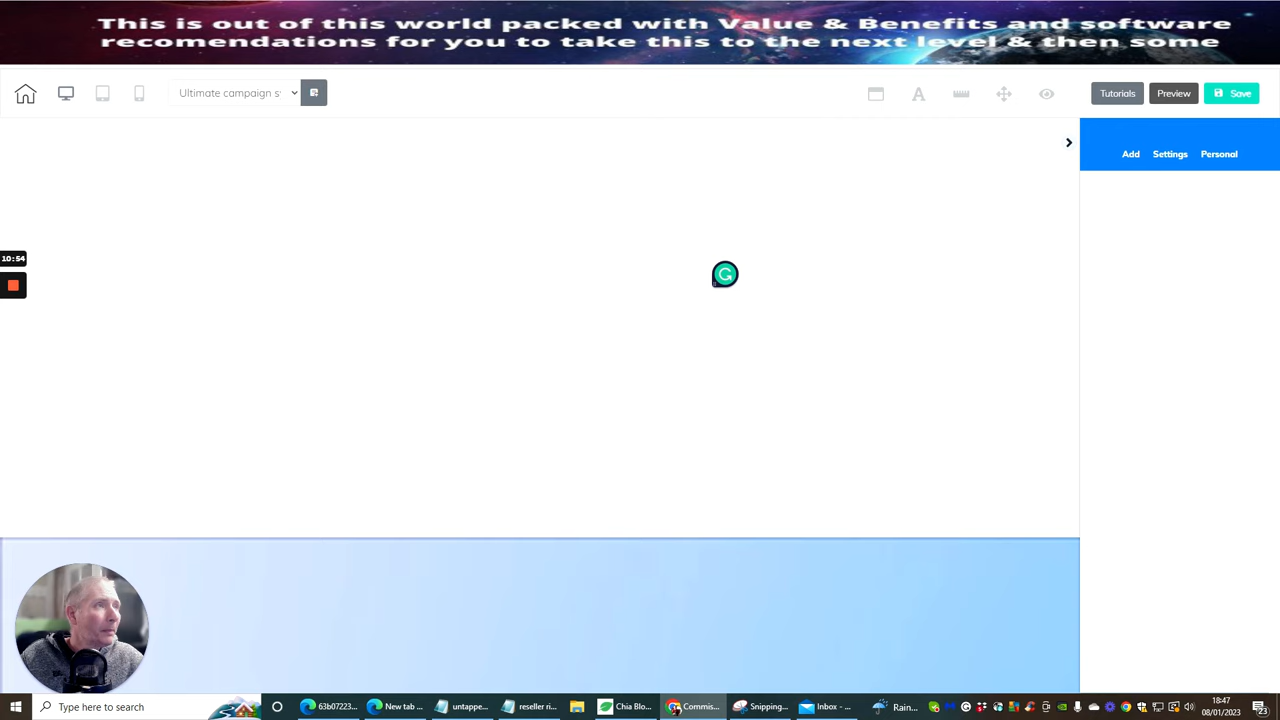 This is out of this world packed with Value & Benefits and software
recomendations for you to take this to the next level & then some
Ultimate campaign s
Tutorials
Preview
Save
Add
Settings
Personal
10:54
Type here to search
63b07223...
New tab ...
untappe...
reseller ri...
Chia Blo...
Commis...
Snipping...
Inbox - ...
Rain...
18:47
08/01/2023